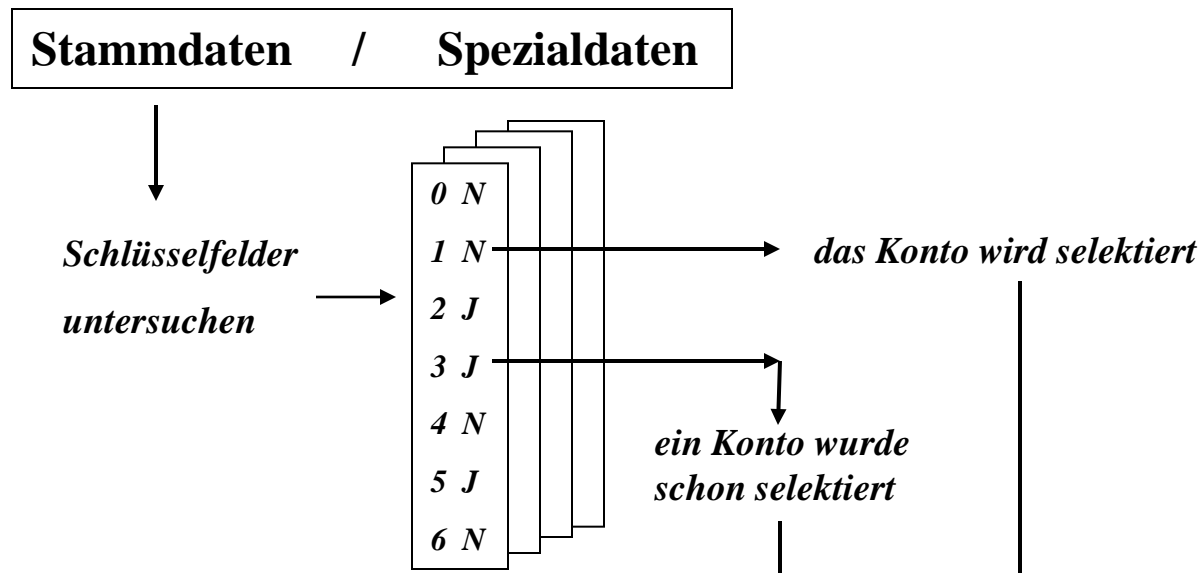 Stammdaten / Spezialdaten
Schlüsselfelder
untersuchen
0 N
1 N
2 J
3 J
4 N
5 J
6 N
das Konto wird selektiert
ein Konto wurde
schon selektiert